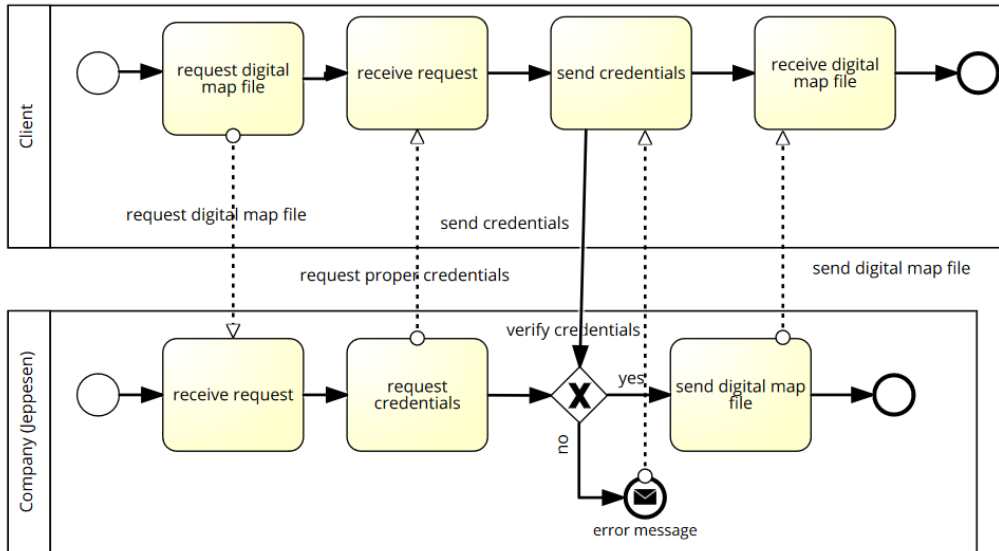 Client
request digital
map file
receive request
send credentials
receive digital
map file
request digital map file
send credentials
request proper credentials
send digital map file
Company (Jeppesen)
verify credentials
receive request
request
credentials
yes
send digital map
file
no
error message